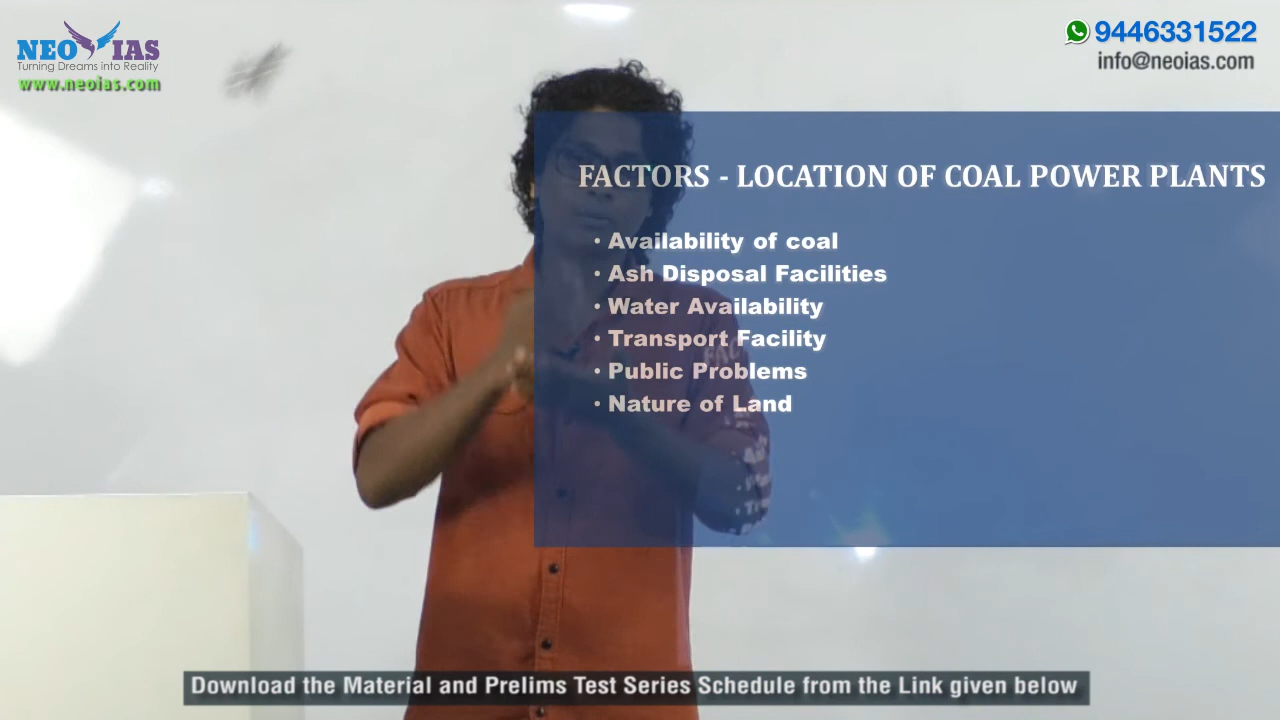 NEO IAS
Turning Dreams into Reality
www.neoias.com
9446331522
info@neoias.com
FACTORS - LOCATION OF COAL POWER PLANTS
• Availability of coal
• Ash Disposal Facilities
• Water Availability
• Transport Facility
• Public Problems
• Nature of Land
Download the Material and Prelims Test Series Schedule from the Link given below